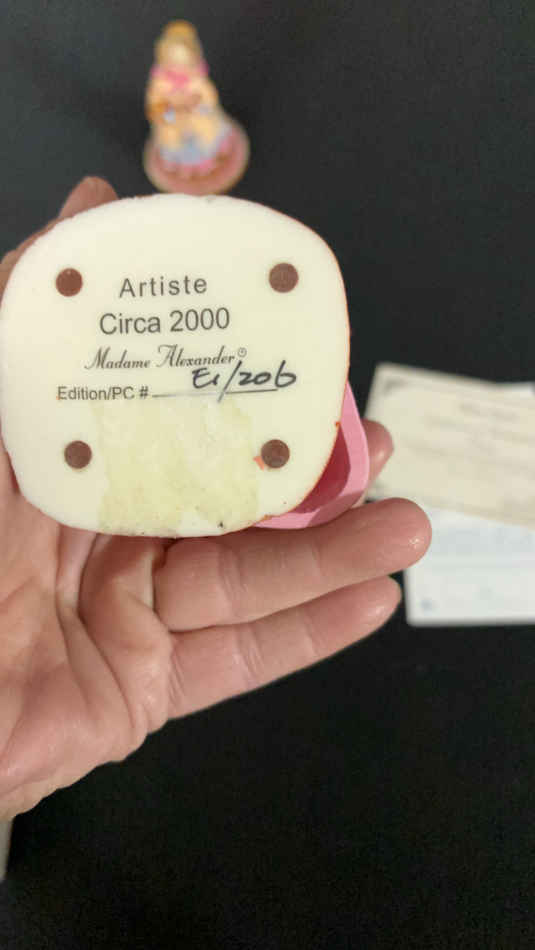 Artiste
Circa 2000
Madame Alexander®
Edition/PC # E1/206